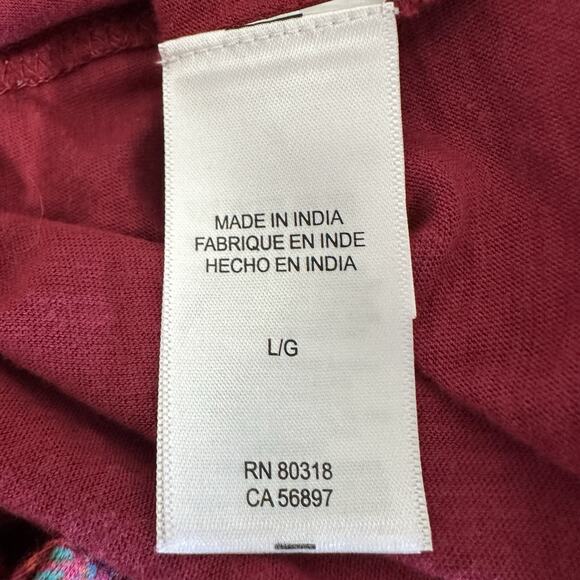 MADE IN INDIA
FABRIQUE EN INDE
HECHO EN INDIA
L/G
RN 80318
CA 56897